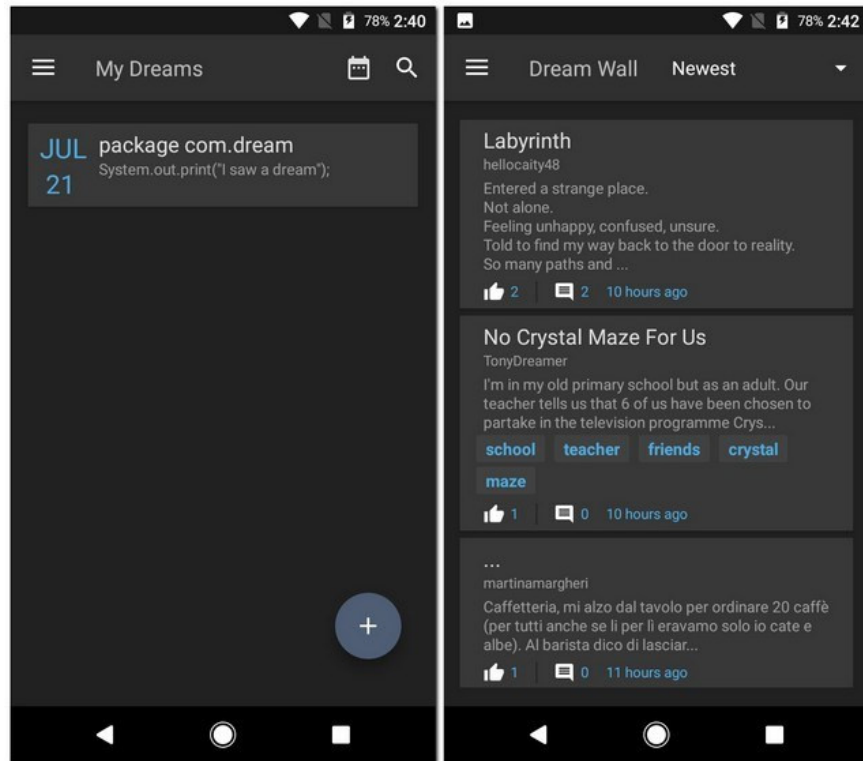 78% 2:40
My Dreams
JUL
21
package com.dream
System.out.print("I saw a dream");
78% 2:42
Dream Wall Newest
Labyrinth
hellocaity48
Entered a strange place.
Not alone.
Feeling unhappy, confused, unsure.
Told to find my way back to the door to reality.
So many paths and ...
2 2 10 hours ago
No Crystal Maze For Us
TonyDreamer
I'm in my old primary school but as an adult. Our
teacher tells us that 6 of us have been chosen to
partake in the television programme Crys...
school teacher friends crystal
maze
1 0 10 hours ago
...
martinamargheri
Caffetteria, mi alzo dal tavolo per ordinare 20 caffè
(per tutti anche se li per lì eravamo solo io cate e
albe). Al barista dico di lasciar...
1 0 11 hours ago